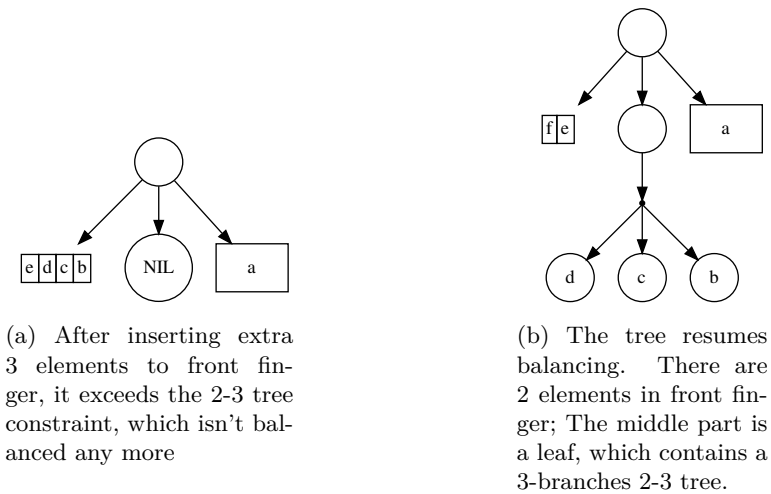 e d c b
NIL
a
(a) After inserting extra
3 elements to front fin-
ger, it exceeds the 2-3 tree
constraint, which isn't bal-
anced any more
f e
a
d
c
b
(b) The tree resumes
balancing. There are
2 elements in front fin-
ger; The middle part is
a leaf, which contains a
3-branches 2-3 tree.